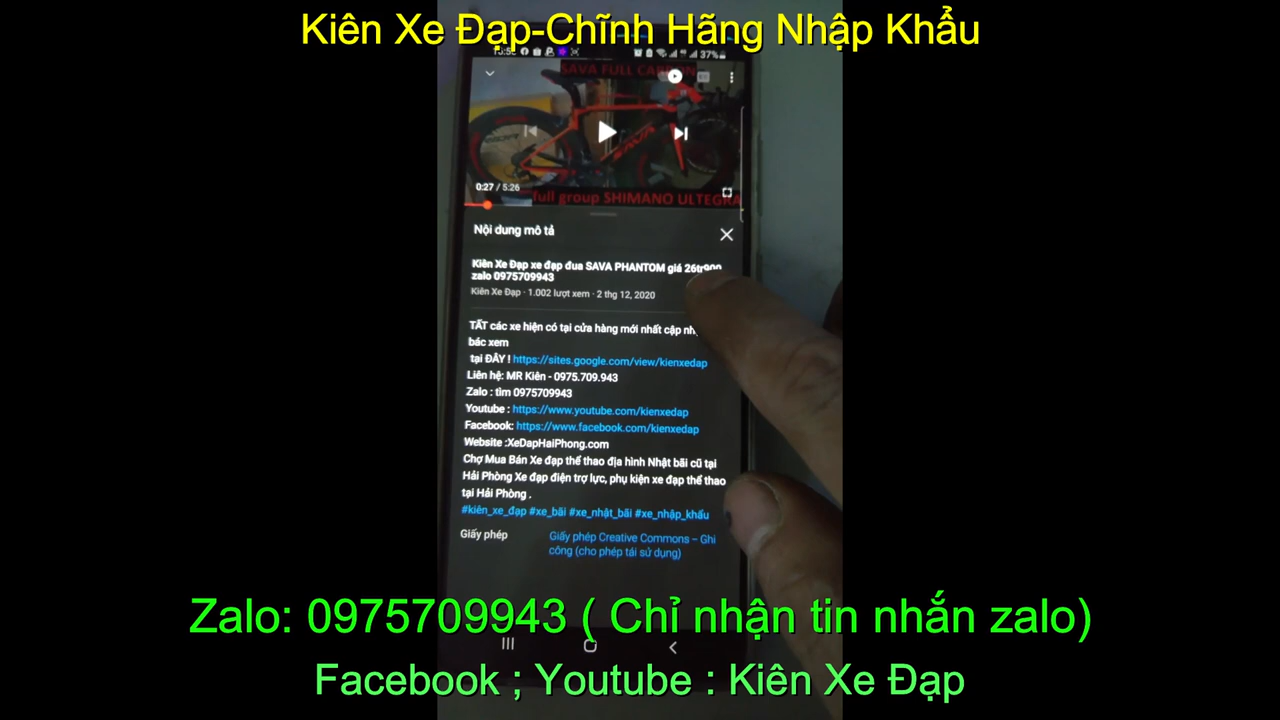 Kiên Xe Đạp-Chĩnh Hãng Nhập Khẩu
37%
SAVA FULL CARBON
SAVA
0:27 / 5:26
full group SHIMANO ULTEGRA
Nội dung mô tả
Kiên Xe Đạp xe đạp đua SAVA PHANTOM giá 26tr900
zalo 0975709943
Kiên Xe Đạp · 1.002 lượt xem · 2 thg 12, 2020
TẤT các xe hiện có tại cửa hàng mới nhất cập
bác xem
tại ĐÂY ! https://sites.google.com/view/kienxedap
Liên hệ: MR Kiên - 0975.709.943
Zalo : tìm 0975709943
Youtube : https://www.youtube.com/kienxedap
Facebook: https://www.facebook.com/kienxedap
Website :XeDapHaiPhong.com
Chợ Mua Bán Xe đạp thể thao địa hình Nhật bãi cũ tại
Hải Phòng Xe đạp điện trợ lực, phụ kiện xe đạp thể thao
tại Hải Phòng .
#kiên_xe_đạp #xe_bãi #xe_nhật_bãi #xe_nhập_khẩu
Giấy phép Giấy phép Creative Commons – Ghi
công (cho phép tái sử dụng)
Zalo: 0975709943 ( Chỉ nhận tin nhắn zalo)
Facebook ; Youtube : Kiên Xe Đạp